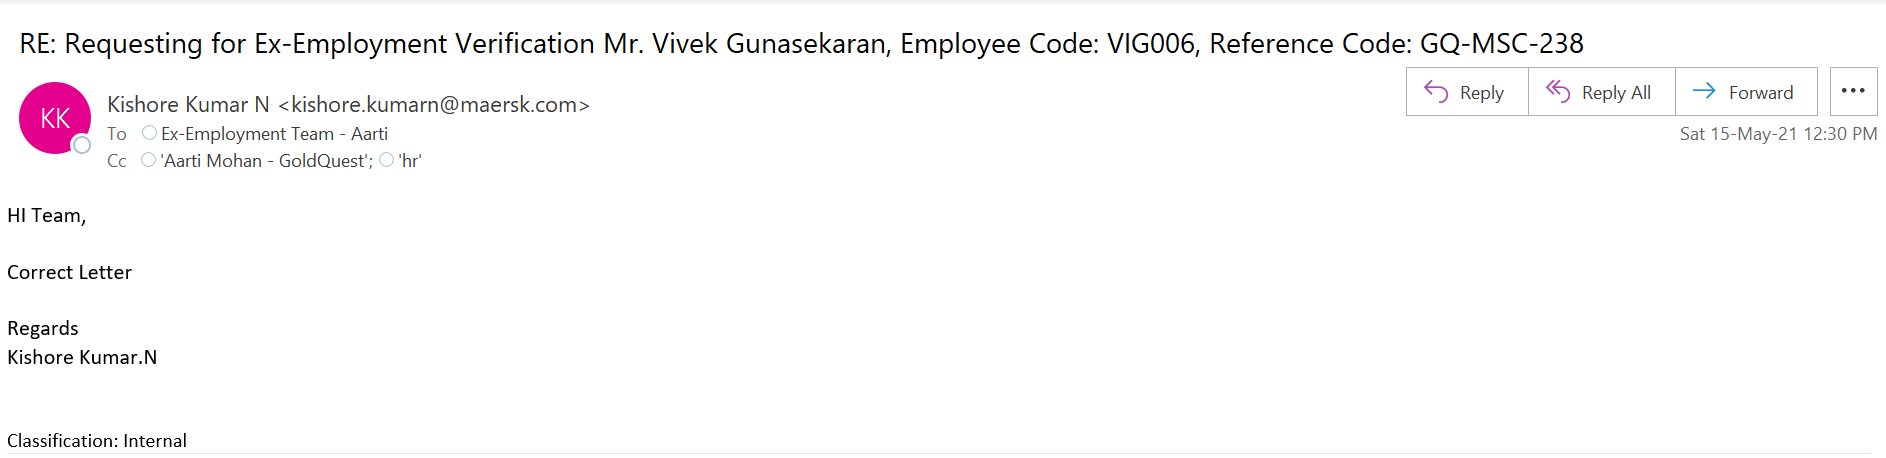 RE: Requesting for Ex-Employment Verification Mr. Vivek Gunasekaran, Employee Code: VIG006, Reference Code: GQ-MSC-238
KK
Kishore Kumar N <kishore.kumarn@maersk.com>
Reply
Reply All
Forward
To Ex-Employment Team - Aarti
Sat 15-May-21 12:30 PM
Cc 'Aarti Mohan - GoldQuest'; 'hr'
HI Team,
Correct Letter
Regards
Kishore Kumar.N
Classification: Internal